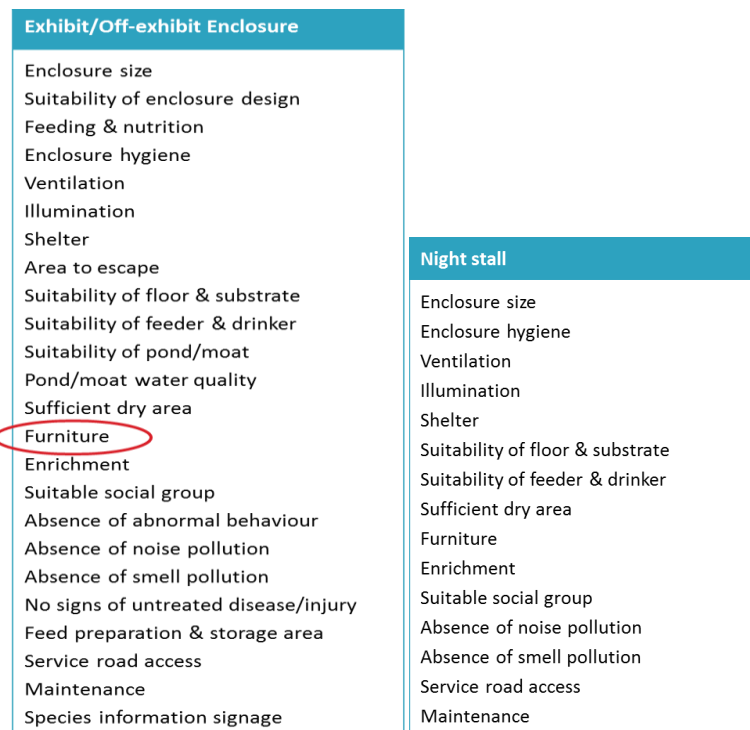 Exhibit/Off-exhibit Enclosure
Enclosure size
Suitability of enclosure design
Feeding & nutrition
Enclosure hygiene
Ventilation
Illumination
Shelter
Area to escape
Suitability of floor & substrate
Suitability of feeder & drinker
Suitability of pond/moat
Pond/moat water quality
Sufficient dry area
Furniture
Enrichment
Suitable social group
Absence of abnormal behaviour
Absence of noise pollution
Absence of smell pollution
No signs of untreated disease/injury
Feed preparation & storage area
Service road access
Maintenance
Species information signage
Night stall
Enclosure size
Enclosure hygiene
Ventilation
Illumination
Shelter
Suitability of floor & substrate
Suitability of feeder & drinker
Sufficient dry area
Furniture
Enrichment
Suitable social group
Absence of noise pollution
Absence of smell pollution
Service road access
Maintenance